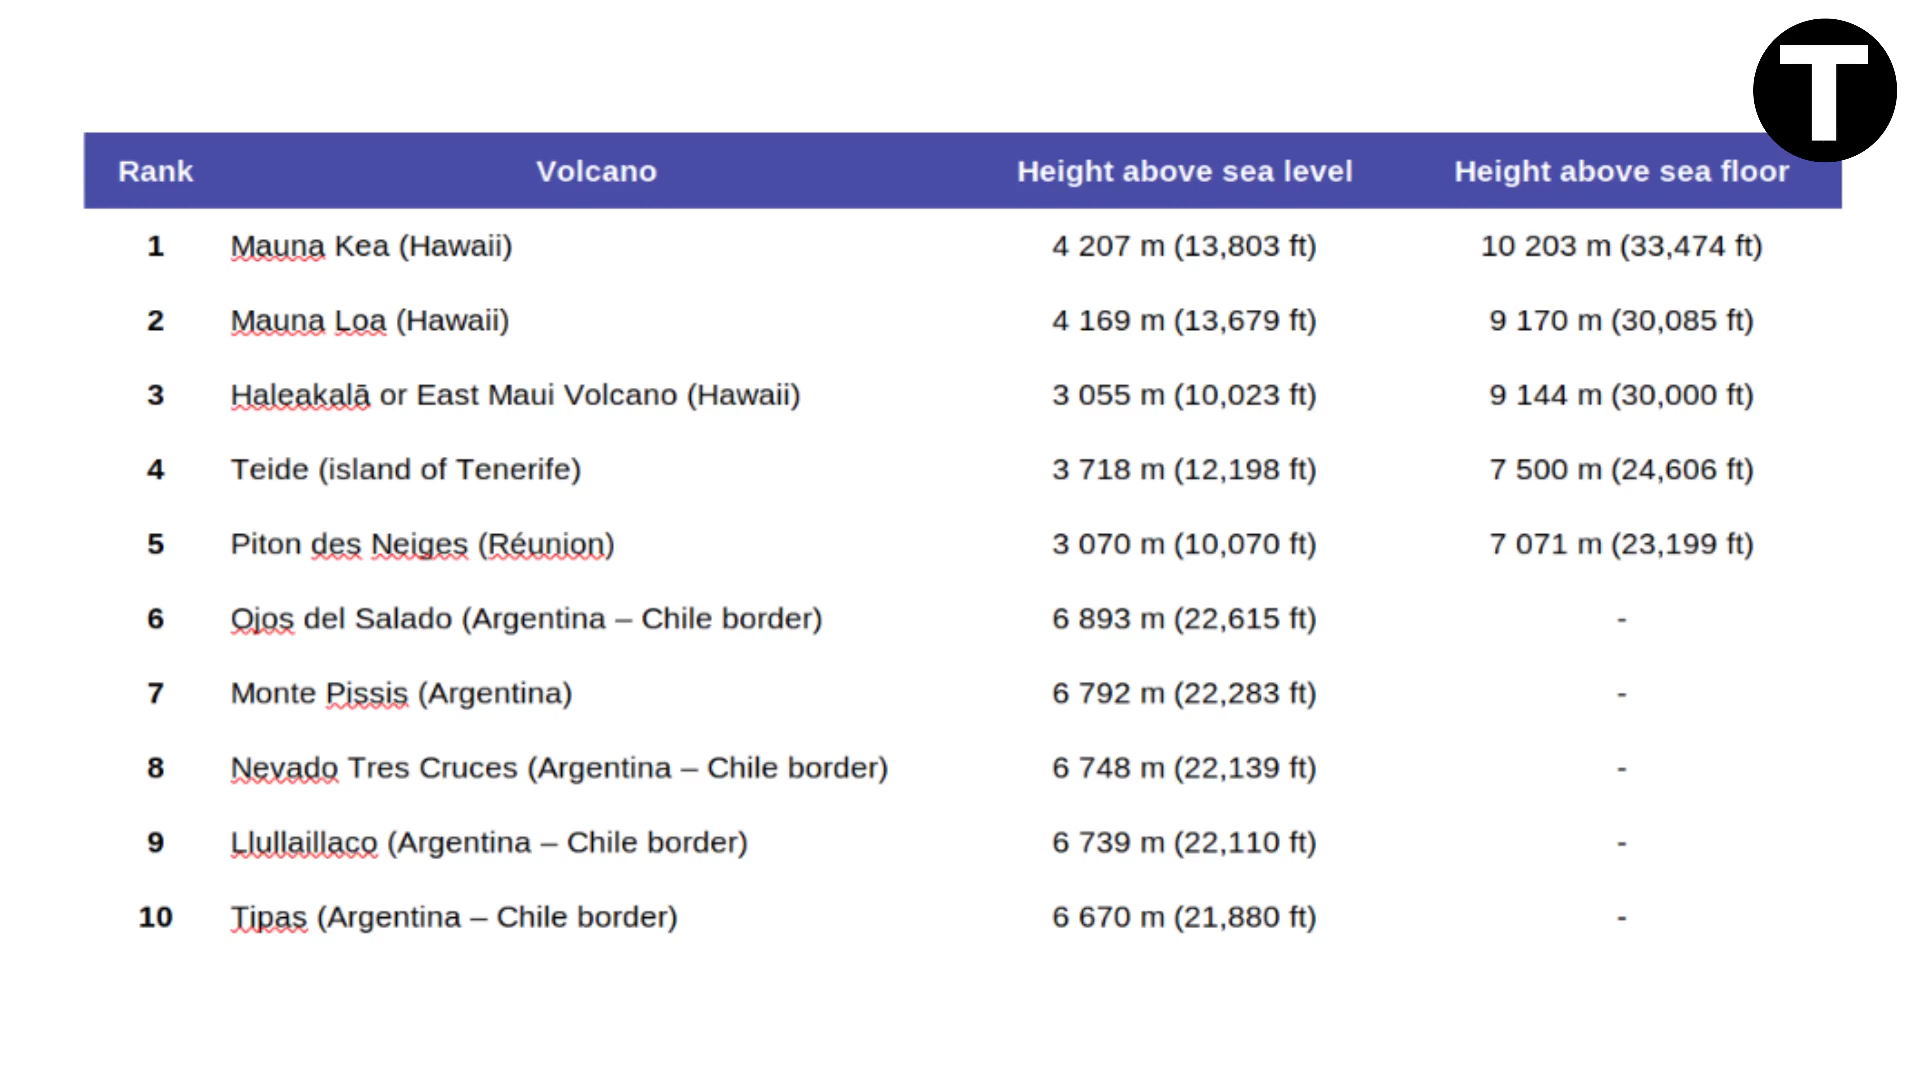 T
Rank Volcano Height above sea level Height above sea floor
1 Mauna Kea (Hawaii) 4 207 m (13,803 ft) 10 203 m (33,474 ft)
2 Mauna Loa (Hawaii) 4 169 m (13,679 ft) 9 170 m (30,085 ft)
3 Haleakalā or East Maui Volcano (Hawaii) 3 055 m (10,023 ft) 9 144 m (30,000 ft)
4 Teide (island of Tenerife) 3 718 m (12,198 ft) 7 500 m (24,606 ft)
5 Piton des Neiges (Réunion) 3 070 m (10,070 ft) 7 071 m (23,199 ft)
6 Ojos del Salado (Argentina – Chile border) 6 893 m (22,615 ft) -
7 Monte Pissis (Argentina) 6 792 m (22,283 ft) -
8 Nevado Tres Cruces (Argentina – Chile border) 6 748 m (22,139 ft) -
9 Llullaillaco (Argentina – Chile border) 6 739 m (22,110 ft) -
10 Tipas (Argentina – Chile border) 6 670 m (21,880 ft) -